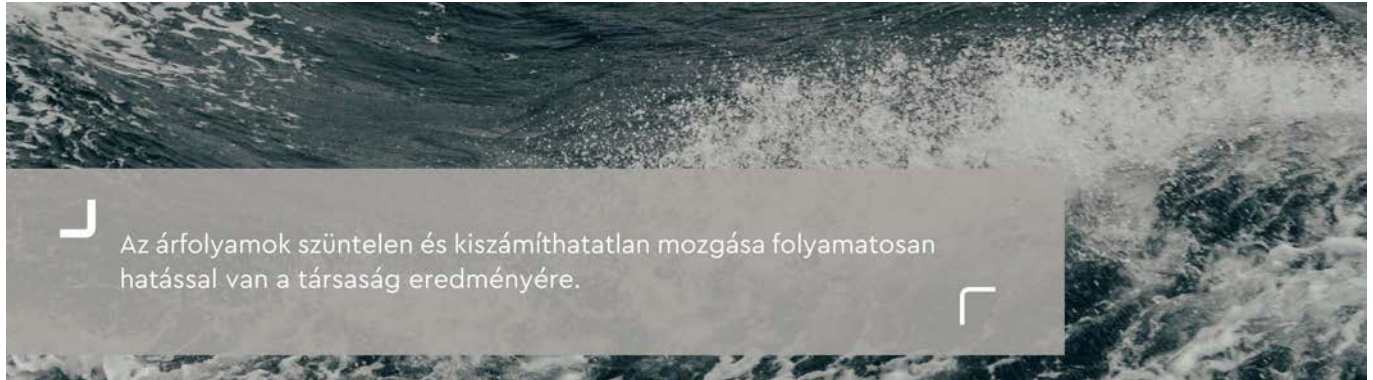 Az árfolyamok szüntelen és kiszámíthatatlan mozgása folyamatosan
hatással van a társaság eredményére.